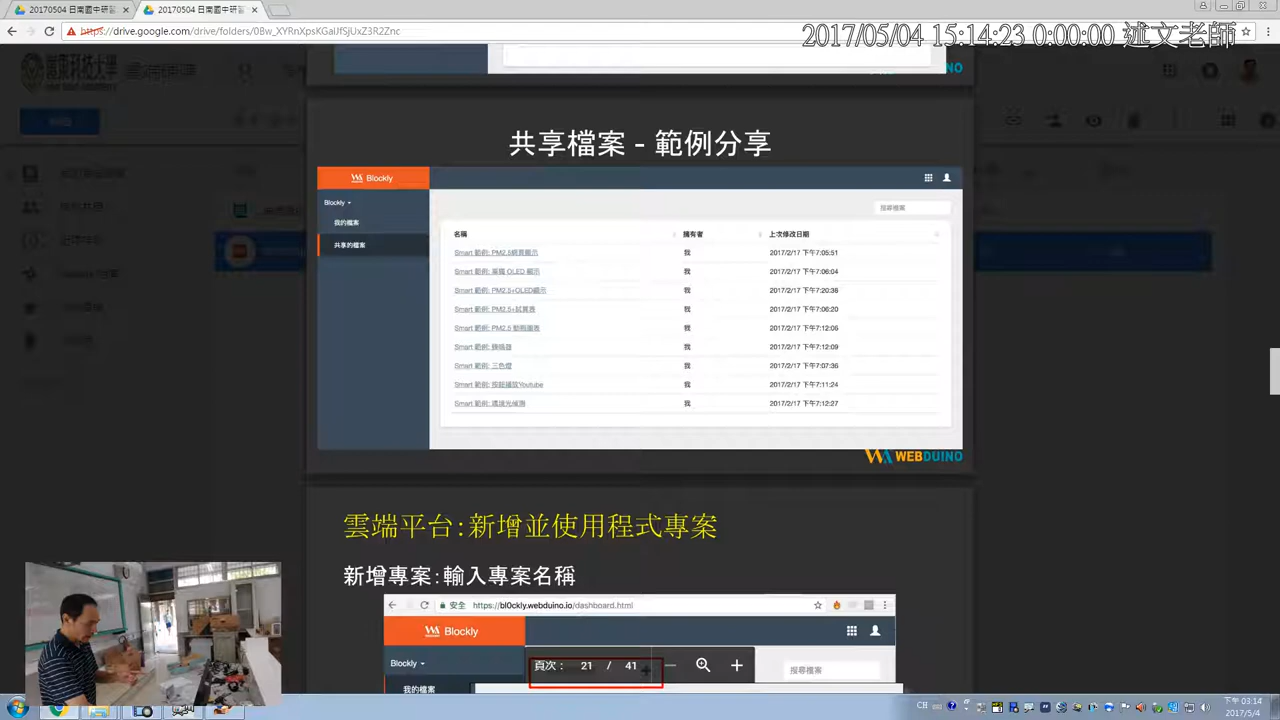 20170504 日南國中研習
20170504 日南國中研習
https://drive.google.com/drive/folders/0Bw_XYRnXpsKGalJfSjUxZ3R2Znc
2017/05/04 15:14:23 0:00:00 述文老師
共享檔案 - 範例分享
Blockly
Blockly
我的檔案
共享的檔案
搜尋檔案
名稱 擁有者 上次修改日期
Smart 範例: PM2.5網頁顯示 我 2017/2/17 下午7:05:51
Smart 範例: OLED 顯示 我 2017/2/17 下午7:06:04
Smart 範例: PM2.5+OLED顯示 我 2017/2/17 下午7:20:38
Smart 範例: PM2.5+試算表 我 2017/2/17 下午7:06:20
Smart 範例: PM2.5 我 2017/2/17 下午7:12:06
Smart 範例: 蜂鳴器 我 2017/2/17 下午7:12:09
Smart 範例: 三色燈 我 2017/2/17 下午7:07:36
Smart 範例: 按鈕播放Youtube 我 2017/2/17 下午7:11:24
Smart 範例: 環境光偵測 我 2017/2/17 下午7:12:27
WEBDUINO
雲端平台:新增並使用程式專案
新增專案:輸入專案名稱
安全 https://bl0ckly.webduino.io/dashboard.html
Blockly
Blockly
頁次： 21 / 41
搜尋檔案
我的檔案
CH
下午 03:14
2017/5/4